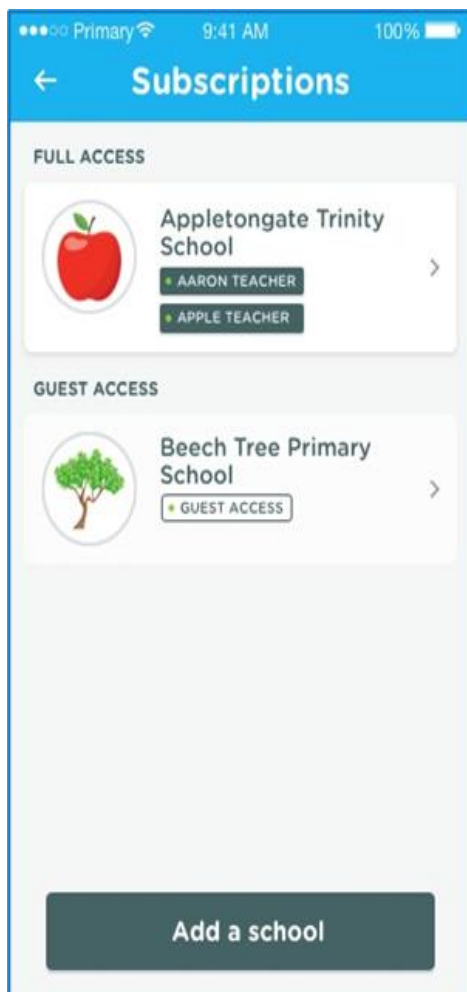 Primary 9:41 AM 100%
Subscriptions
FULL ACCESS
Appletongate Trinity
School
AARON TEACHER
APPLE TEACHER
GUEST ACCESS
Beech Tree Primary
School
GUEST ACCESS
Add a school